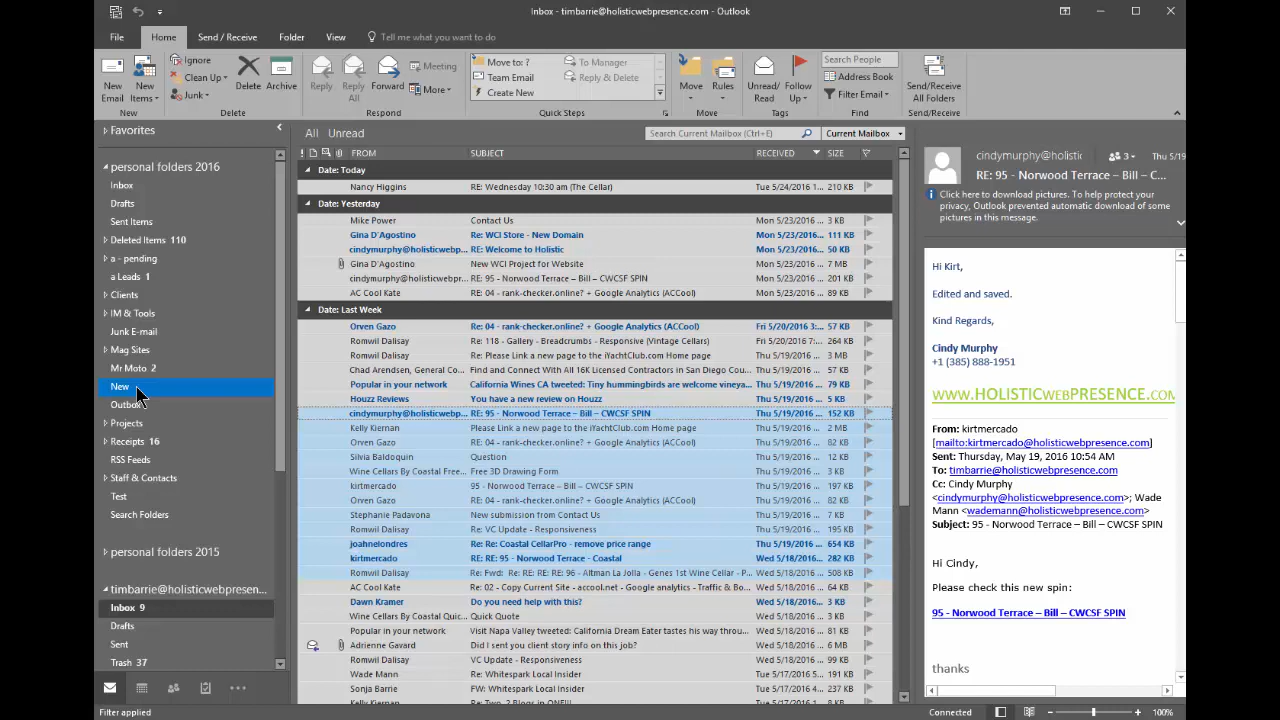 Inbox - timbarrie@holisticwebpresence.com - Outlook
File Home Send / Receive Folder View Tell me what you want to do
New Email
New Items
Ignore
Clean Up
Junk
Delete
Archive
Reply
Reply All
Forward
Meeting
More
Move to: ?
Team Email
Create New
To Manager
Reply & Delete
Move
Rules
Unread/ Read
Follow Up
Search People
Address Book
Filter Email
Send/Receive All Folders
New Delete Respond Quick Steps Move Tags Find Send/Receive
Favorites
personal folders 2016
Inbox
Drafts
Sent Items
Deleted Items 110
a - pending
a Leads 1
Clients
IM & Tools
Junk E-mail
Mag Sites
Mr Moto 2
New
Outbox
Projects
Receipts 16
RSS Feeds
Staff & Contacts
Test
Search Folders
personal folders 2015
timbarrie@holisticwebpresen...
Inbox 9
Drafts
Sent
Trash 37
All Unread
Search Current Mailbox (Ctrl+E) Current Mailbox
FROM SUBJECT RECEIVED SIZE
Date: Today
Nancy Higgins RE: Wednesday 10:30 am (The Cellar) Tue 5/24/2016 1... 210 KB
Date: Yesterday
Mike Power Contact Us Mon 5/23/2016 ... 3 KB
Gina D`Agostino Re: WCI Store - New Domain Mon 5/23/2016 ... 111 KB
cindymurphy@holisticwebp... RE: Welcome to Holistic Mon 5/23/2016 ... 50 KB
Gina D`Agostino New WCI Project for Website Mon 5/23/2016 ... 7 MB
cindymurphy@holisticwebp... RE: 95 - Norwood Terrace – Bill – CWCSF SPIN Mon 5/23/2016 ... 201 KB
AC Cool Kate Re: 04 - rank-checker.online? + Google Analytics (ACCool) Mon 5/23/2016 ... 89 KB
Date: Last Week
Orven Gazo Re: 04 - rank-checker.online? + Google Analytics (ACCool) Fri 5/20/2016 3:... 57 KB
Romwil Dalisay Re: 118 - Gallery - Breadcrumbs - Responsive (Vintage Cellars) Fri 5/20/2016 7:... 264 KB
Romwil Dalisay Re: Please Link a new page to the iYachtClub.com Home page Thu 5/19/2016 ... 3 MB
Chad Arendsen, General Co... Find and Connect With 16K Licensed Contractors in San Diego Cou... Thu 5/19/2016 ... 6 KB
Popular in your network California Wines CA tweeted: Tiny hummingbirds are welcome vineya... Thu 5/19/2016 ... 79 KB
Houzz Reviews You have a new review on Houzz Thu 5/19/2016 ... 5 KB
cindymurphy@holisticwebp... RE: 95 - Norwood Terrace – Bill – CWCSF SPIN Thu 5/19/2016 ... 152 KB
Kelly Kiernan Please Link a new page to the iYachtClub.com Home page Thu 5/19/2016 ... 2 MB
Orven Gazo RE: 04 - rank-checker.online? + Google Analytics (ACCool) Thu 5/19/2016 ... 82 KB
Silvia Baldoquin Question Thu 5/19/2016 ... 12 KB
Wine Cellars By Coastal Free... Free 3D Drawing Form Thu 5/19/2016 ... 4 KB
kirtmercado 95 - Norwood Terrace – Bill – CWCSF SPIN Thu 5/19/2016 ... 197 KB
Orven Gazo RE: 04 - rank-checker.online? + Google Analytics (ACCool) Thu 5/19/2016 ... 82 KB
Stephanie Padavona New submission from Contact Us Thu 5/19/2016 ... 7 KB
Romwil Dalisay Re: VC Update - Responsiveness Thu 5/19/2016 ... 195 KB
joahnelondres Re: Re: Coastal CellarPro - remove price range Thu 5/19/2016 ... 654 KB
kirtmercado RE: RE: 95 - Norwood Terrace - Coastal Wed 5/18/2016 ... 282 KB
Romwil Dalisay Re: Fwd: Re: RE: RE: RE: 96 - Altman La Jolla - Genes 1st Wine Cellar - P... Wed 5/18/2016 ... 508 KB
AC Cool Kate Re: 02 - Copy Current Site - accool.net - Google analytics - Traffic & Bo... Wed 5/18/2016 ... 64 KB
Dawn Kramer Do you need help with this? Wed 5/18/2016 ... 3 KB
Wine Cellars By Coastal Quic... Quick Quote Wed 5/18/2016 ... 3 KB
Popular in your network Visit Napa Valley tweeted: California Dream Eater tastes his way throu... Wed 5/18/2016 ... 81 KB
Adrienne Gavard Did I sent you client story info on this job? Wed 5/18/2016 ... 6 MB
Romwil Dalisay VC Update - Responsiveness Wed 5/18/2016 ... 99 KB
Wade Mann Re: Whitespark Local Insider Wed 5/18/2016 ... 91 KB
Sonja Barrie FW: Whitespark Local Insider Wed 5/18/2016 ... 87 KB
cindymurphy@holistic 3 Thu 5/19
RE: 95 - Norwood Terrace – Bill – C...
Click here to download pictures. To help protect your
privacy, Outlook prevented automatic download of some
pictures in this message.
Hi Kirt,
Edited and saved.
Kind Regards,
Cindy Murphy
+1 (385) 888-1951
WWW.HOLISTICWEBPRESENCE.COM
From: kirtmercado
[mailto:kirtmercado@holisticwebpresence.com]
Sent: Thursday, May 19, 2016 10:54 AM
To: timbarrie@holisticwebpresence.com
Cc: Cindy Murphy
<cindymurphy@holisticwebpresence.com>; Wade
Mann <wademann@holisticwebpresence.com>
Subject: 95 - Norwood Terrace – Bill – CWCSF SPIN
Hi Cindy,
Please check this new spin:
95 - Norwood Terrace – Bill – CWCSF SPIN
thanks
Filter applied Connected 100%